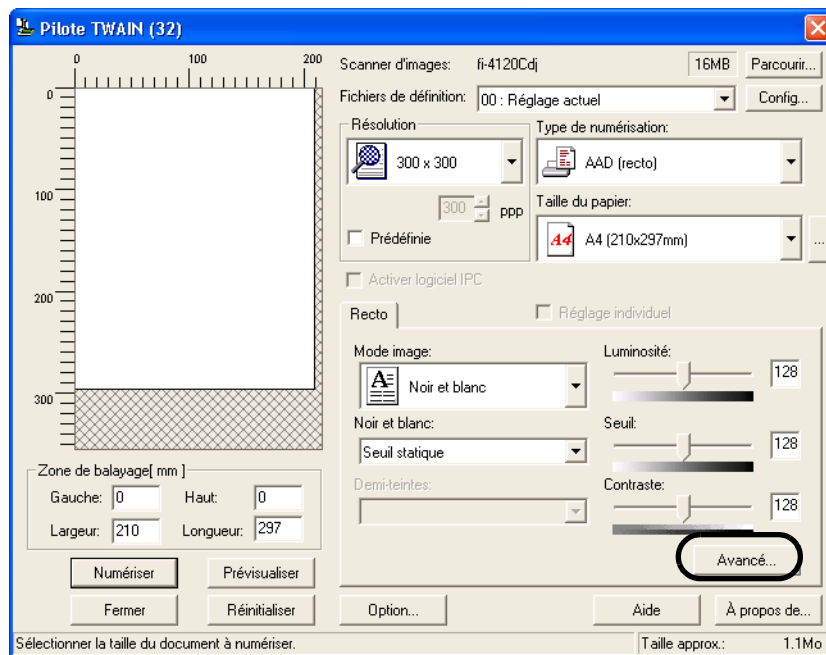 Pilote TWAIN (32)
0 100 200
0
100
200
300
Scanner d'images: fi-4120Cdj 16MB Parcourir...
Fichiers de définition: 00 : Réglage actuel Config...
Résolution
300 x 300
300 ppp
Prédéfinie
Type de numérisation:
AAD (recto)
Taille du papier:
A4 A4 (210x297mm) ...
Activer logiciel IPC
Recto
Réglage individuel
Mode image:
A Noir et blanc
Noir et blanc:
Seuil statique
Demi-teintes:
Luminosité:
128
Seuil:
128
Contraste:
128
Avancé...
Zone de balayage[ mm ]
Gauche: 0 Haut: 0
Largeur: 210 Longueur: 297
Numériser Prévisualiser
Fermer Réinitialiser
Option... Aide À propos de...
Sélectionner la taille du document à numériser. Taille approx.: 1.1Mo